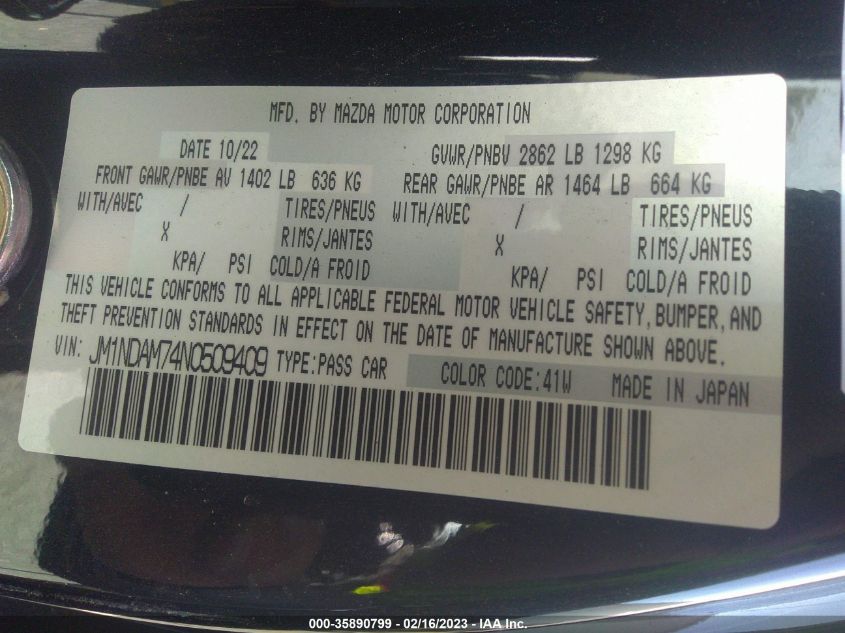 MFD. BY MAZDA MOTOR CORPORATION
DATE 10/22 GVWR/PNBV 2862 LB 1298 KG
FRONT GAWR/PNBE AV 1402 LB 636 KG REAR GAWR/PNBE AR 1464 LB 664 KG
WITH/AVEC / TIRES/PNEUS WITH/AVEC / TIRES/PNEUS
X RIMS/JANTES X RIMS/JANTES
KPA/ PSI COLD/A FROID KPA/ PSI COLD/A FROID
THIS VEHICLE CONFORMS TO ALL APPLICABLE FEDERAL MOTOR VEHICLE SAFETY, BUMPER, AND
THEFT PREVENTION STANDARDS IN EFFECT ON THE DATE OF MANUFACTURE SHOWN ABOVE.
VIN: JM1NDAM74N0509409 TYPE:PASS CAR COLOR CODE:41W MADE IN JAPAN
000-35890799 - 02/16/2023 - IAA Inc.